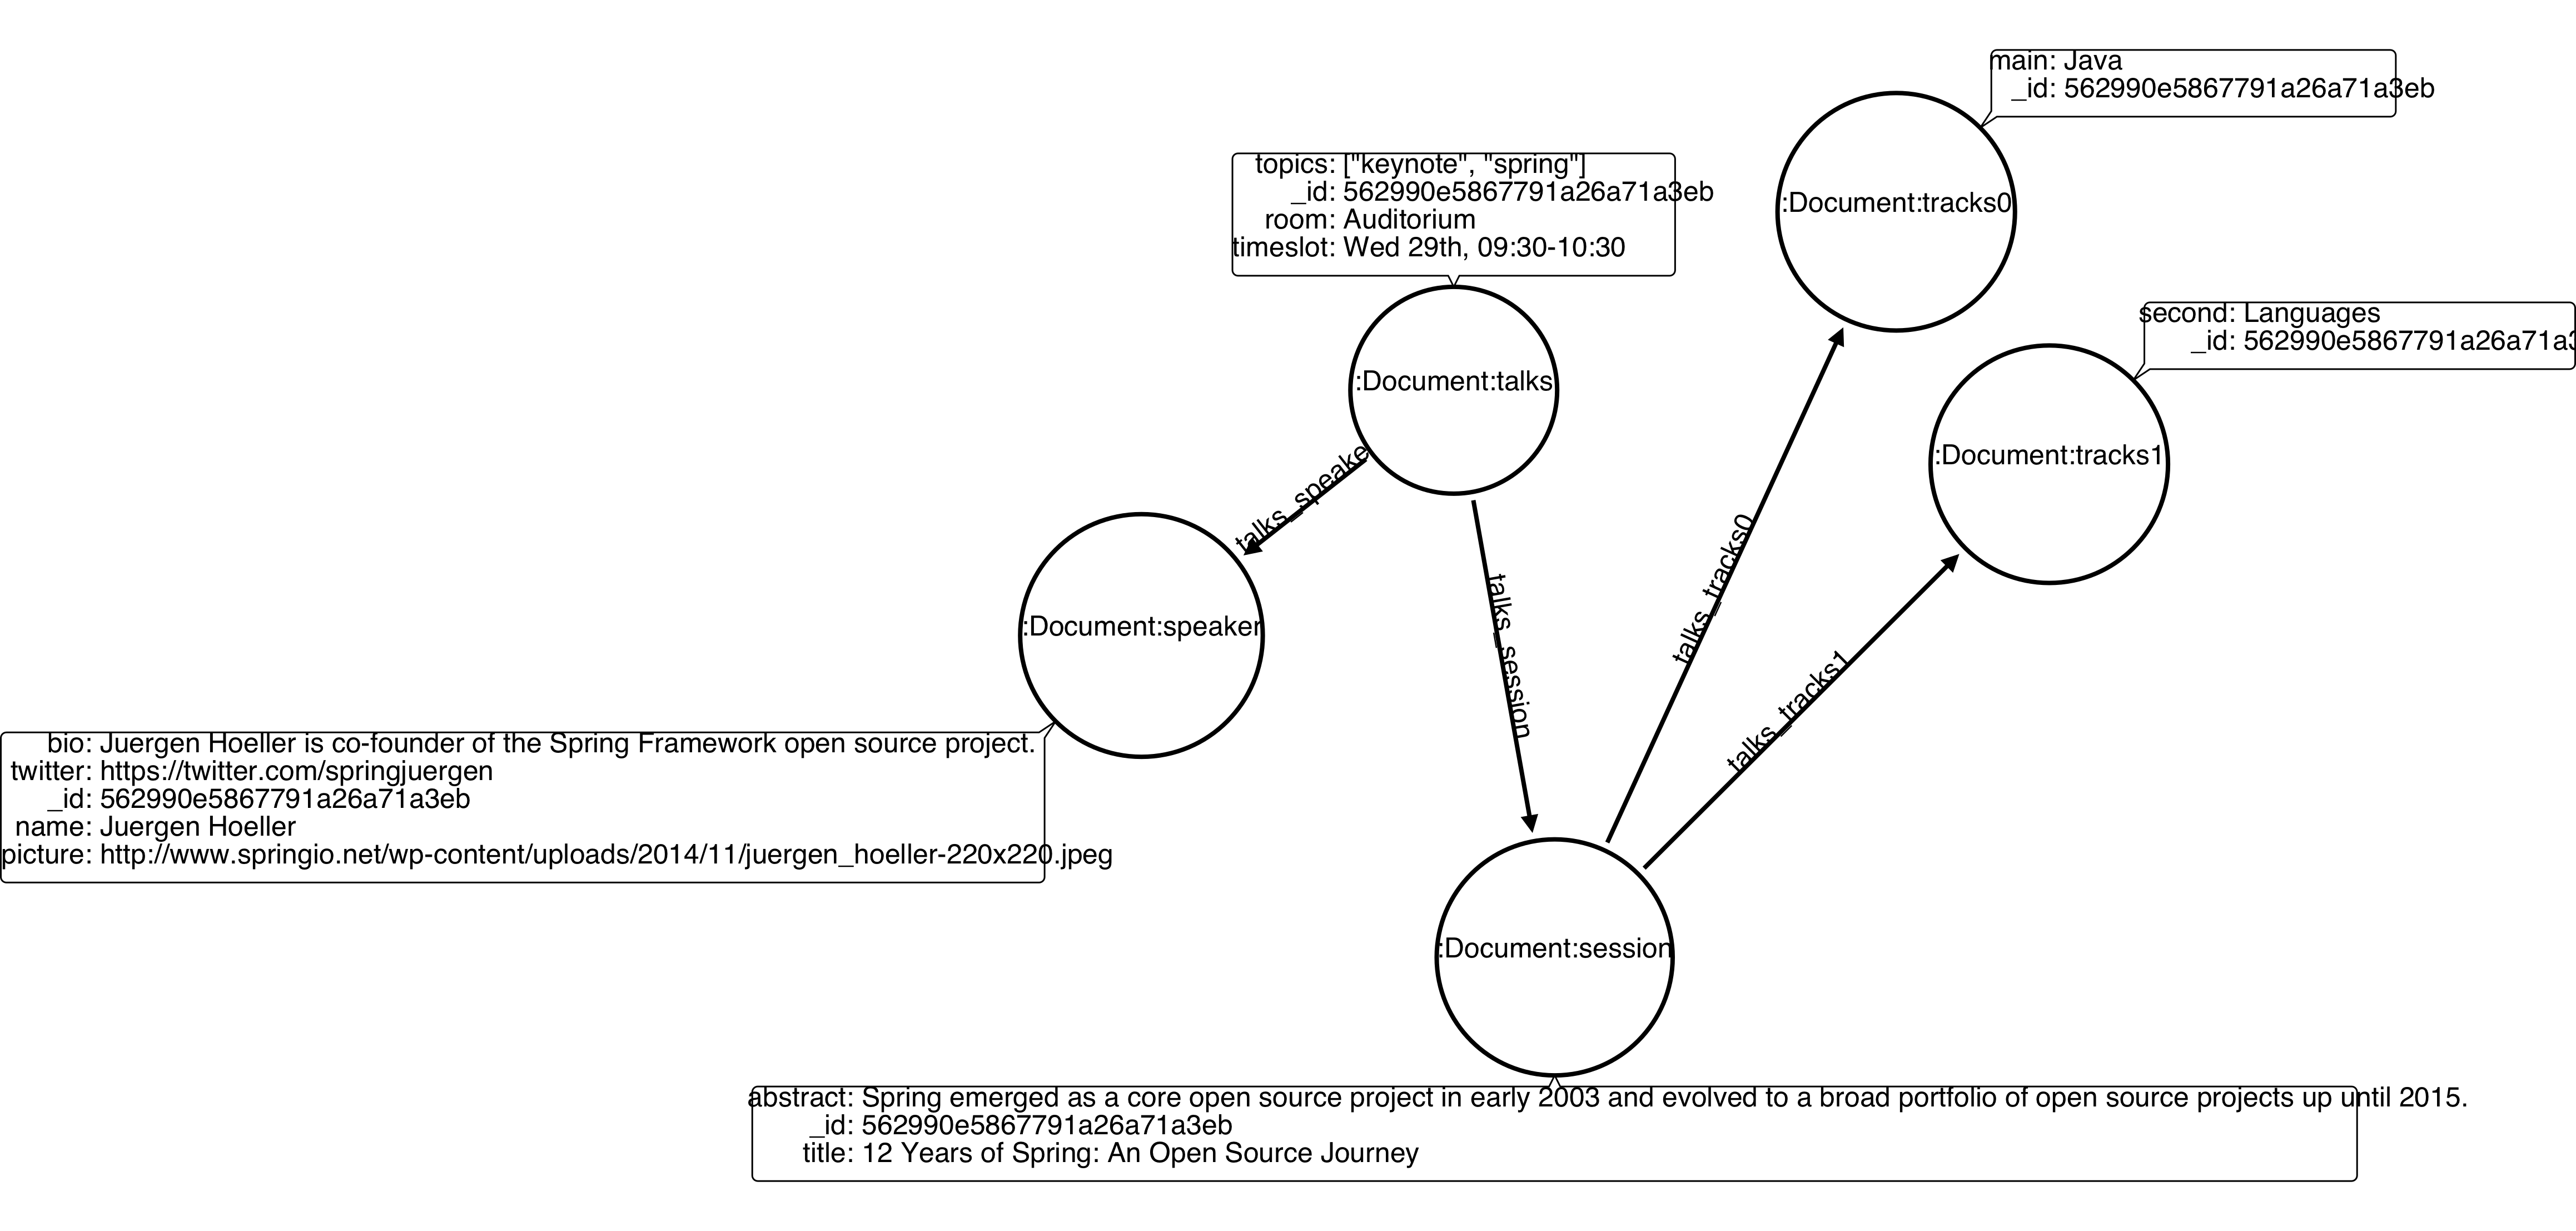 main: Java
_id: 562990e5867791a26a71a3eb
:Document:tracks0
topics: ["keynote", "spring"]
_id: 562990e5867791a26a71a3eb
room: Auditorium
timeslot: Wed 29th, 09:30-10:30
:Document:talks
second: Languages
_id: 562990e5867791a26a71a
:Document:tracks1
talks_speake
talks_session
talks_tracks0
talks_tracks1
:Document:speaker
bio: Juergen Hoeller is co-founder of the Spring Framework open source project.
twitter: https://twitter.com/springjuergen
_id: 562990e5867791a26a71a3eb
name: Juergen Hoeller
picture: http://www.springio.net/wp-content/uploads/2014/11/juergen_hoeller-220x220.jpeg
:Document:session
abstract: Spring emerged as a core open source project in early 2003 and evolved to a broad portfolio of open source projects up until 2015.
_id: 562990e5867791a26a71a3eb
title: 12 Years of Spring: An Open Source Journey